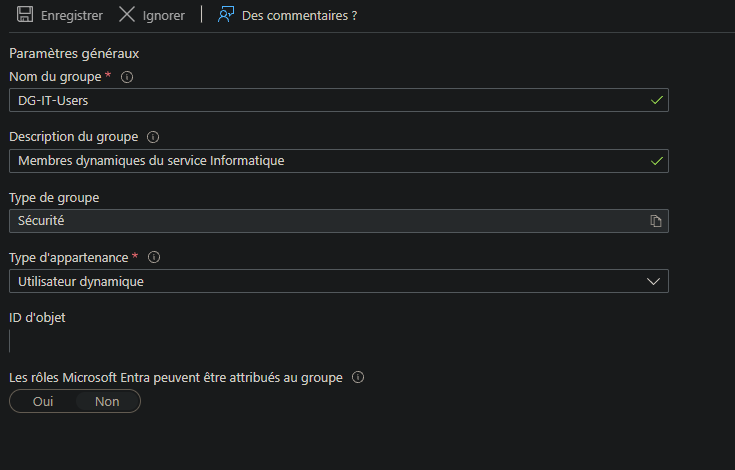 Enregistrer Ignorer Des commentaires ?
Paramètres généraux
Nom du groupe *
DG-IT-Users
Description du groupe
Membres dynamiques du service Informatique
Type de groupe
Sécurité
Type d'appartenance *
Utilisateur dynamique
ID d'objet
Les rôles Microsoft Entra peuvent être attribués au groupe
Oui Non